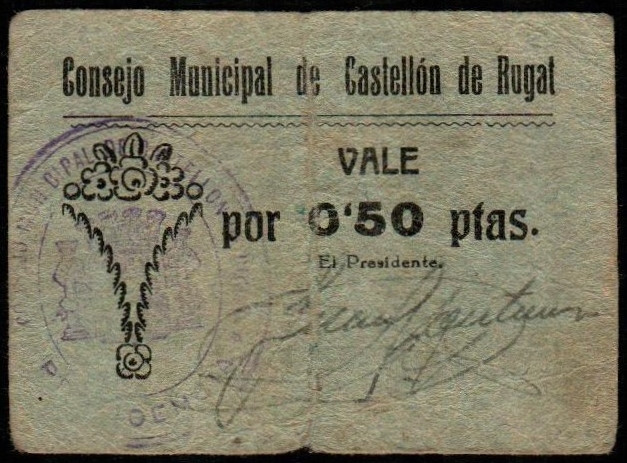 Consejo Municipal de Castellón de Rugat
VALE
por 0'50 ptas.
El Presidente.